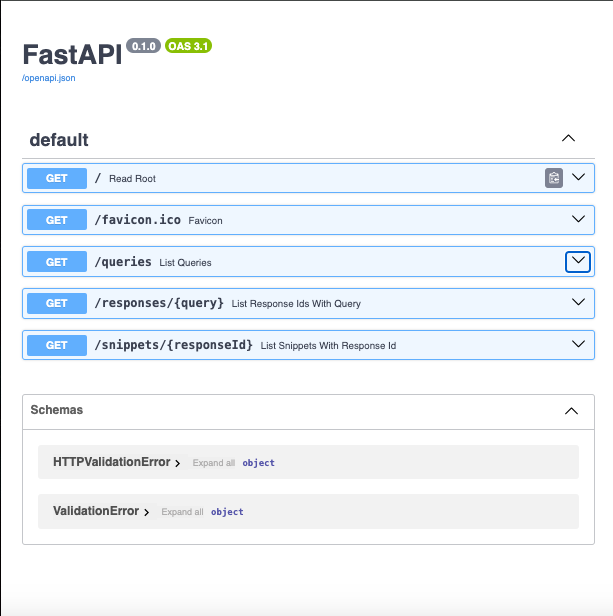 FastAPI 0.1.0 OAS 3.1
/openapi.json
default
GET / Read Root
GET /favicon.ico Favicon
GET /queries List Queries
GET /responses/{query} List Response Ids With Query
GET /snippets/{responseId} List Snippets With Response Id
Schemas
HTTPValidationError Expand all object
ValidationError Expand all object